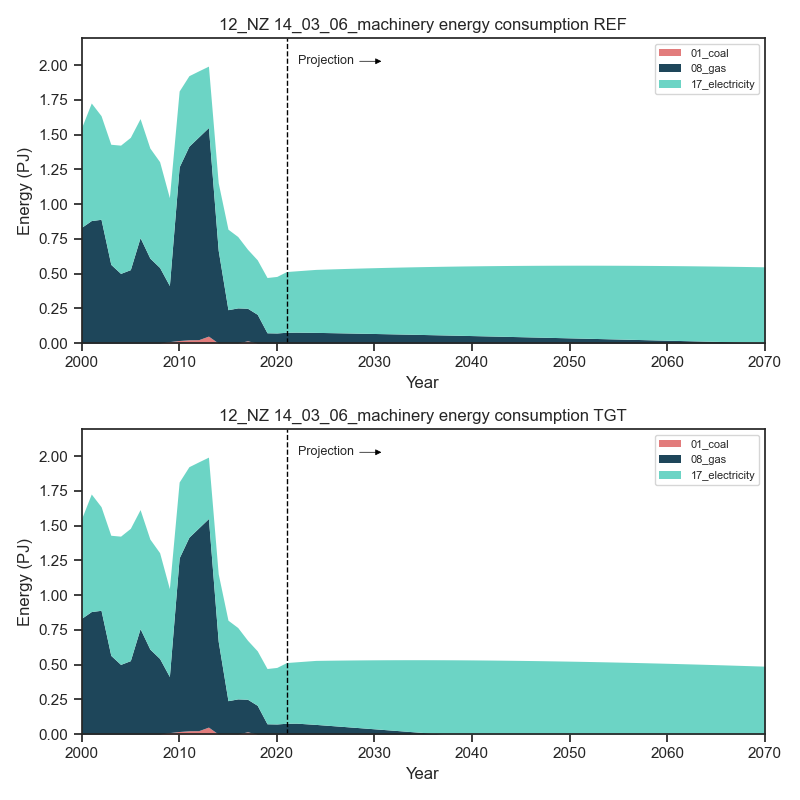 12_NZ 14_03_06_machinery energy consumption REF
2.00
1.75
1.50
1.25
1.00
0.75
0.50
0.25
0.00
Energy (PJ)
Projection
01_coal
08_gas
17_electricity
2000 2010 2020 2030 2040 2050 2060 2070
Year
12_NZ 14_03_06_machinery energy consumption TGT
2.00
1.75
1.50
1.25
1.00
0.75
0.50
0.25
0.00
Energy (PJ)
Projection
01_coal
08_gas
17_electricity
2000 2010 2020 2030 2040 2050 2060 2070
Year